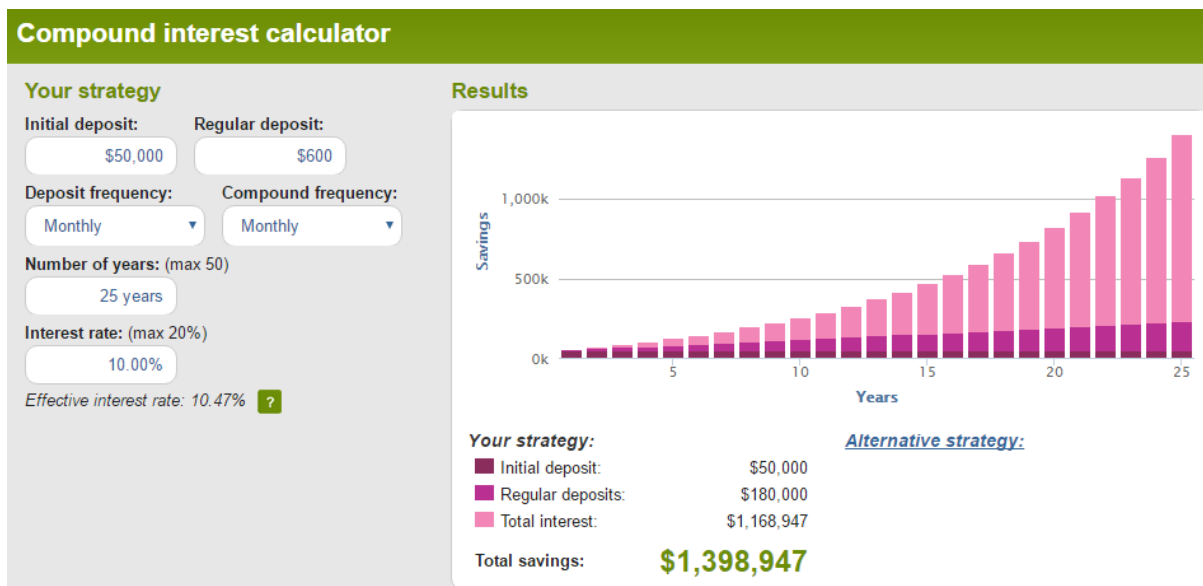 Compound interest calculator
Your strategy
Initial deposit: Regular deposit:
$50,000 $600
Deposit frequency: Compound frequency:
Monthly Monthly
Number of years: (max 50)
25 years
Interest rate: (max 20%)
10.00%
Effective interest rate: 10.47% ?
Results
Savings
1,000k
500k
0k
5 10 15 20 25
Years
Your strategy: Alternative strategy:
Initial deposit: $50,000
Regular deposits: $180,000
Total interest: $1,168,947
Total savings: $1,398,947